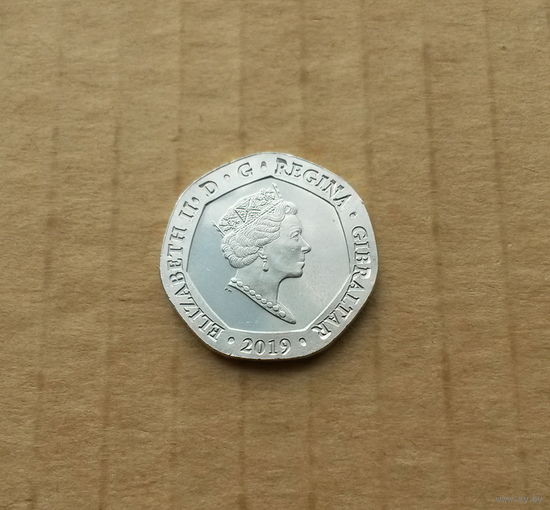 ELIZABETH II · D · G · REGINA · GIBRALTAR · 2019 ·